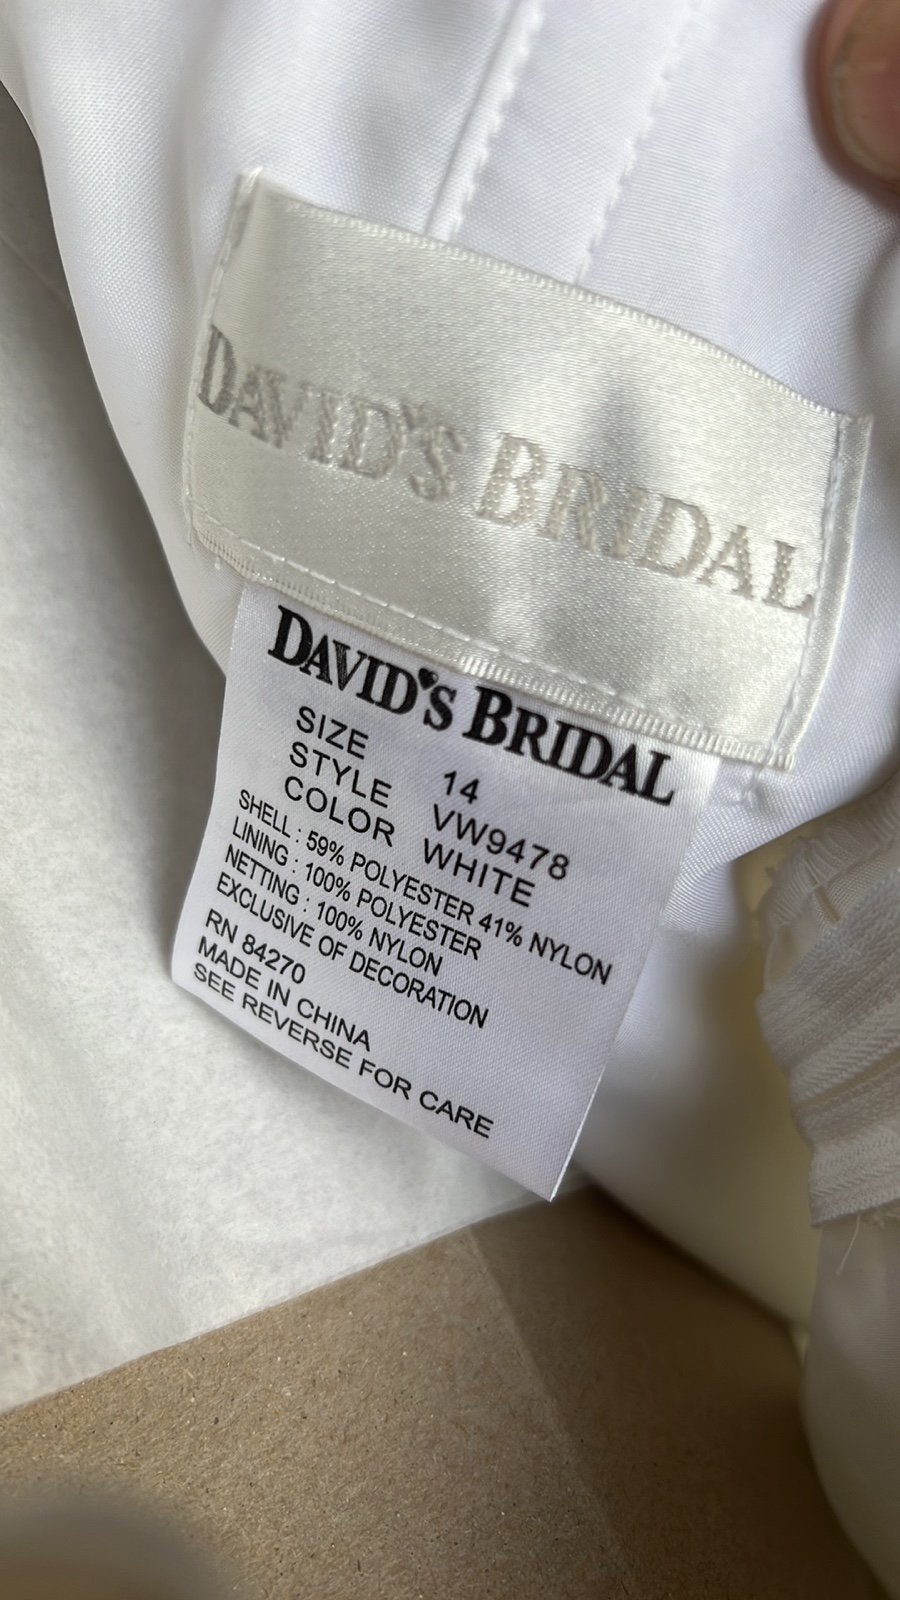 DAVID'S BRIDAL
DAVID'S BRIDAL
SIZE 14
STYLE VW9478
COLOR WHITE
SHELL : 59% POLYESTER 41% NYLON
LINING : 100% POLYESTER
NETTING : 100% NYLON
EXCLUSIVE OF DECORATION
RN 84270
MADE IN CHINA
SEE REVERSE FOR CARE